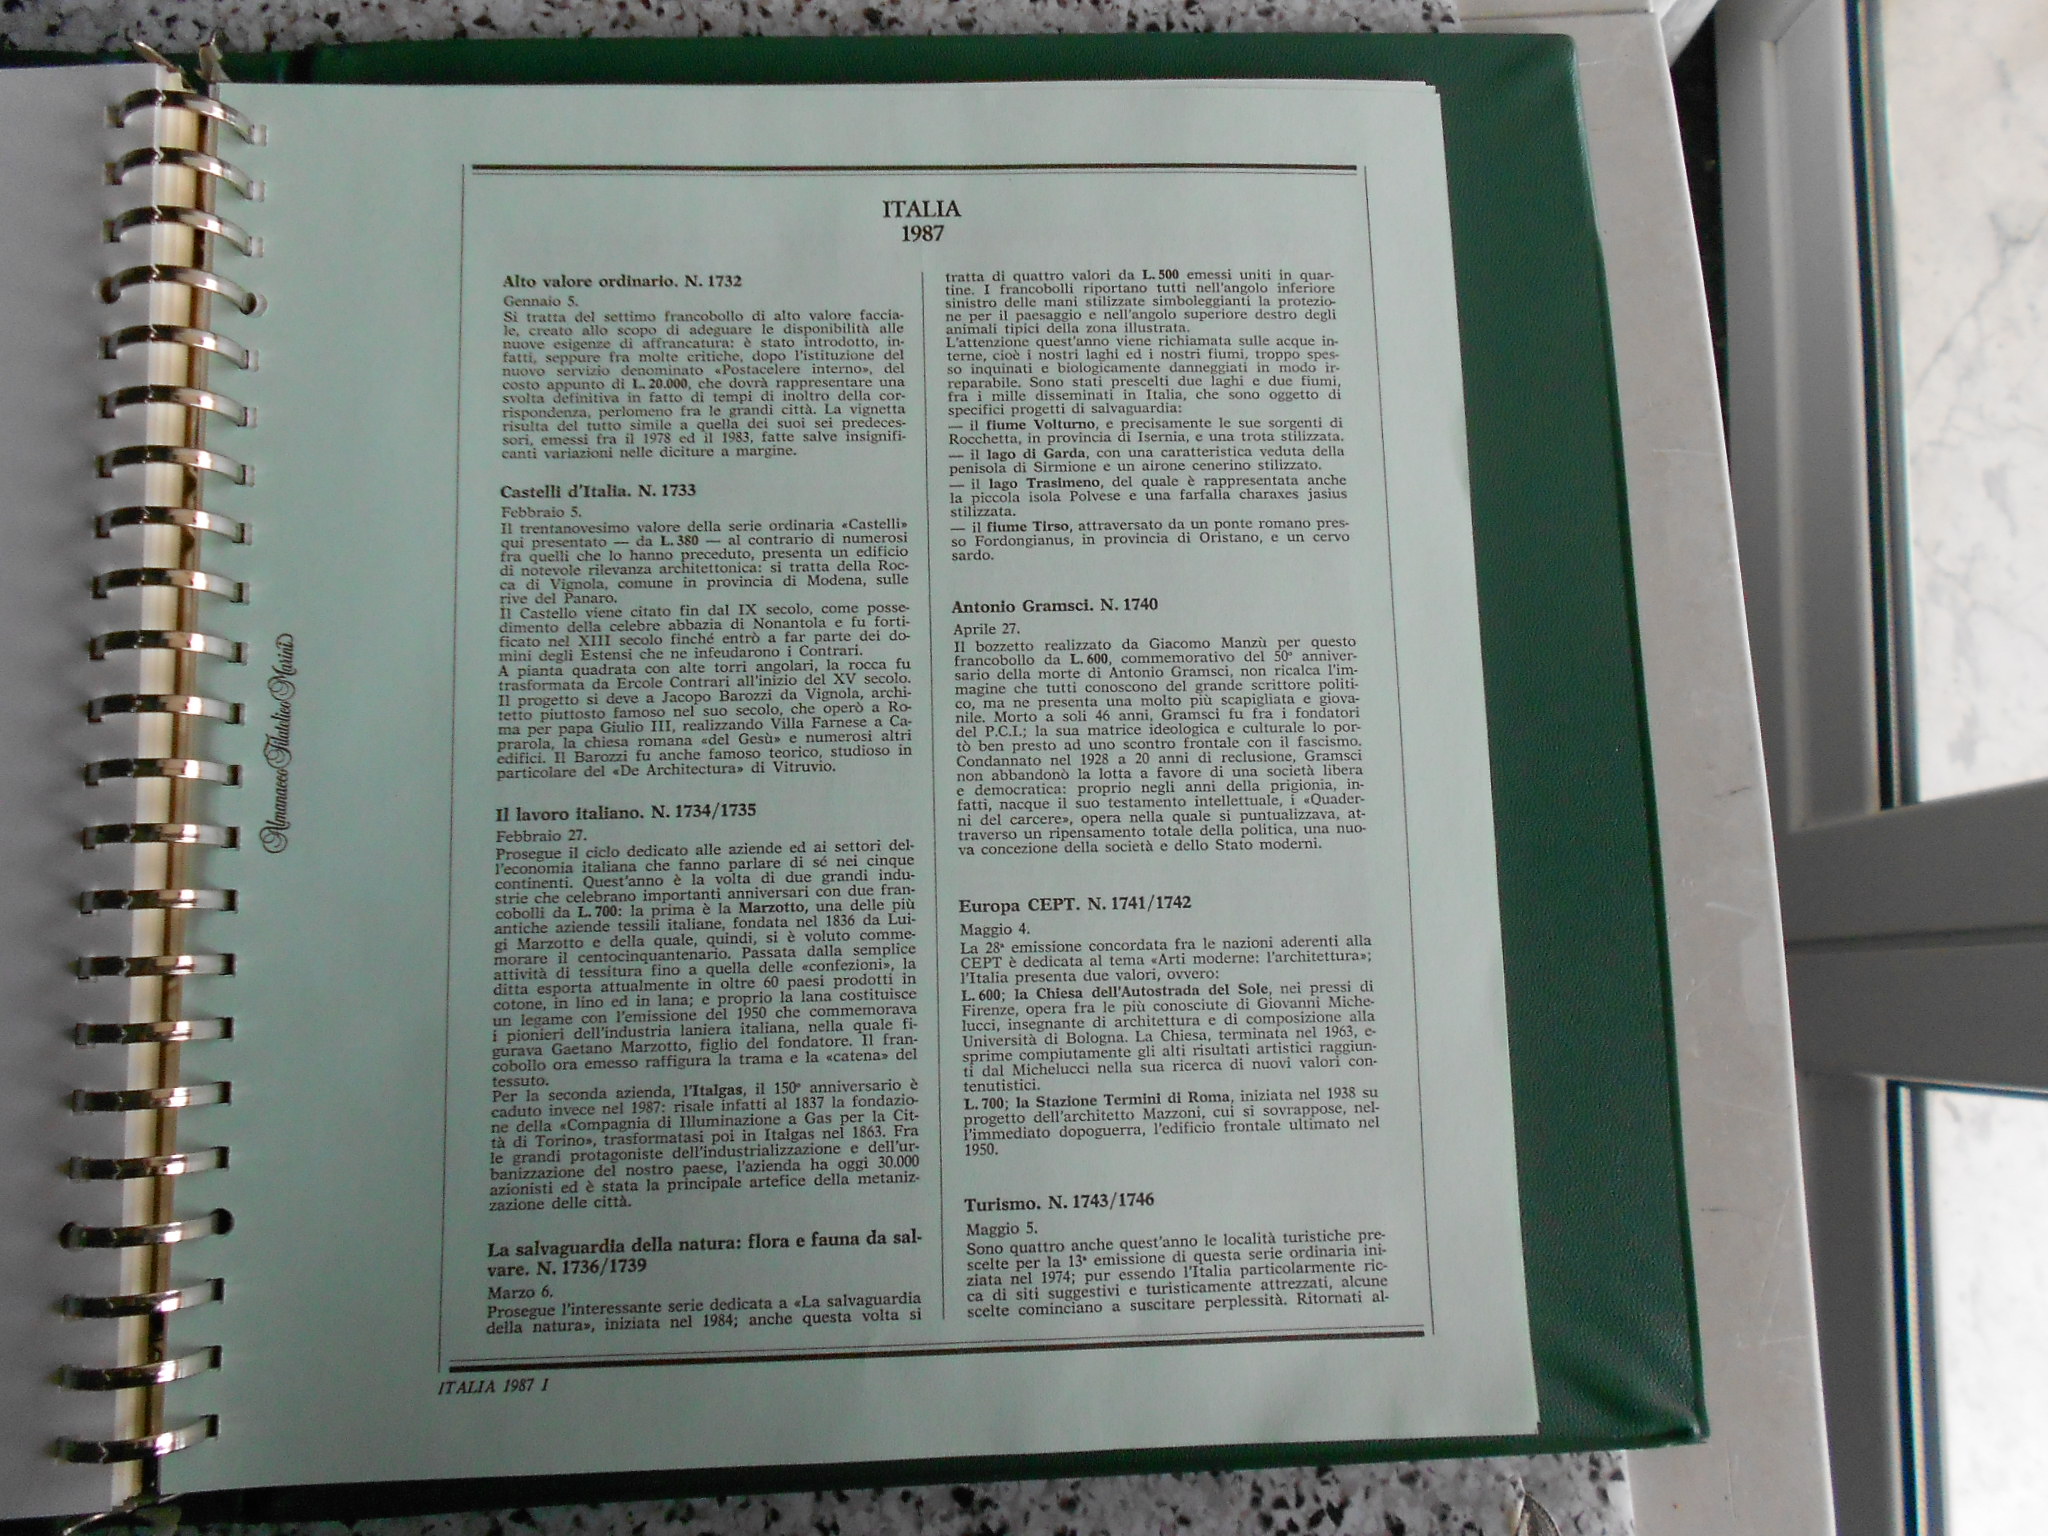 Almanacco Filatelico Marini
ITALIA
1987
Alto valore ordinario. N. 1732
Gennaio 5.
Si tratta del settimo francobollo di alto valore faccia-
le, creato allo scopo di adeguare le disponibilità alle
nuove esigenze di affrancatura: è stato introdotto, in-
fatti, seppure fra molte critiche, dopo l'istituzione del
nuovo servizio denominato «Postacelere interno», del
costo appunto di L. 20.000, che dovrà rappresentare una
svolta definitiva in fatto di tempi di inoltro della cor-
rispondenza, perlomeno fra le grandi città. La vignetta
risulta del tutto simile a quella dei suoi sei predeces-
sori, emessi fra il 1978 ed il 1983, fatte salve insignifi-
canti variazioni nelle diciture a margine.
Castelli d'Italia. N. 1733
Febbraio 5.
Il trentanovesimo valore della serie ordinaria «Castelli»
qui presentato — da L. 380 — al contrario di numerosi
fra quelli che lo hanno preceduto, presenta un edificio
di notevole rilevanza architettonica: si tratta della Roc-
ca di Vignola, comune in provincia di Modena, sulle
rive del Panaro.
Il Castello viene citato fin dal IX secolo, come posse-
dimento della celebre abbazia di Nonantola e fu forti-
ficato nel XIII secolo finché entrò a far parte dei do-
mini degli Estensi che ne infeudarono i Contrari.
A pianta quadrata con alte torri angolari, la rocca fu
trasformata da Ercole Contrari all'inizio del XV secolo.
Il progetto si deve a Jacopo Barozzi da Vignola, archi-
tetto piuttosto famoso nel suo secolo, che operò a Ro-
ma per papa Giulio III, realizzando Villa Farnese a Ca-
prarola, la chiesa romana «del Gesù» e numerosi altri
edifici. Il Barozzi fu anche famoso teorico, studioso in
particolare del «De Architectura» di Vitruvio.
Il lavoro italiano. N. 1734/1735
Febbraio 27.
Prosegue il ciclo dedicato alle aziende ed ai settori del-
l'economia italiana che fanno parlare di sé nei cinque
continenti. Quest'anno è la volta di due grandi indu-
strie che celebrano importanti anniversari con due fran-
cobolli da L. 700: la prima è la Marzotto, una delle più
antiche aziende tessili italiane, fondata nel 1836 da Lui-
gi Marzotto e della quale, quindi, si è voluto comme-
morare il centocinquantenario. Passata dalla semplice
attività di tessitura fino a quella delle «confezioni», la
ditta esporta attualmente in oltre 60 paesi prodotti in
cotone, in lino ed in lana; e proprio la lana costituisce
un legame con l'emissione del 1950 che commemorava
i pionieri dell'industria laniera italiana, nella quale fi-
gurava Gaetano Marzotto, figlio del fondatore. Il fran-
cobollo ora emesso raffigura la trama e la «catena» del
tessuto.
Per la seconda azienda, l'Italgas, il 150º anniversario è
caduto invece nel 1987: risale infatti al 1837 la fondazio-
ne della «Compagnia di Illuminazione a Gas per la Cit-
tà di Torino», trasformatasi poi in Italgas nel 1863. Fra
le grandi protagoniste dell'industrializzazione e dell'ur-
banizzazione del nostro paese, l'azienda ha oggi 30.000
azionisti ed è stata la principale artefice della metaniz-
zazione delle città.
La salvaguardia della natura: flora e fauna da sal-
vare. N. 1736/1739
Marzo 6.
Prosegue l'interessante serie dedicata a «La salvaguardia
della natura», iniziata nel 1984; anche questa volta si
tratta di quattro valori da L. 500 emessi uniti in quar-
tine. I francobolli riportano tutti nell'angolo inferiore
sinistro delle mani stilizzate simboleggianti la protezio-
ne per il paesaggio e nell'angolo superiore destro degli
animali tipici della zona illustrata.
L'attenzione quest'anno viene richiamata sulle acque in-
terne, cioè i nostri laghi ed i nostri fiumi, troppo spes-
so inquinati e biologicamente danneggiati in modo ir-
reparabile. Sono stati prescelti due laghi e due fiumi,
fra i mille disseminati in Italia, che sono oggetto di
specifici progetti di salvaguardia:
— il fiume Volturno, e precisamente le sue sorgenti di
Rocchetta, in provincia di Isernia, e una trota stilizzata.
— il lago di Garda, con una caratteristica veduta della
penisola di Sirmione e un airone cenerino stilizzato.
— il lago Trasimeno, del quale è rappresentata anche
la piccola isola Polvese e una farfalla charaxes jasius
stilizzata.
— il fiume Tirso, attraversato da un ponte romano pres-
so Fordongianus, in provincia di Oristano, e un cervo
sardo.
Antonio Gramsci. N. 1740
Aprile 27.
Il bozzetto realizzato da Giacomo Manzù per questo
francobollo da L. 600, commemorativo del 50º anniver-
sario della morte di Antonio Gramsci, non ricalca l'im-
magine che tutti conoscono del grande scrittore politi-
co, ma ne presenta una molto più scapigliata e giova-
nile. Morto a soli 46 anni, Gramsci fu fra i fondatori
del P.C.I.; la sua matrice ideologica e culturale lo por-
tò ben presto ad uno scontro frontale con il fascismo.
Condannato nel 1928 a 20 anni di reclusione, Gramsci
non abbandonò la lotta a favore di una società libera
e democratica: proprio negli anni della prigionia, in-
fatti, nacque il suo testamento intellettuale, i «Quader-
ni del carcere», opera nella quale si puntualizzava, at-
traverso un ripensamento totale della politica, una nuo-
va concezione della società e dello Stato moderni.
Europa CEPT. N. 1741/1742
Maggio 4.
La 28ª emissione concordata fra le nazioni aderenti alla
CEPT è dedicata al tema «Arti moderne: l'architettura»;
l'Italia presenta due valori, ovvero:
L. 600; la Chiesa dell'Autostrada del Sole, nei pressi di
Firenze, opera fra le più conosciute di Giovanni Miche-
lucci, insegnante di architettura e di composizione alla
Università di Bologna. La Chiesa, terminata nel 1963, e-
sprime compiutamente gli alti risultati artistici raggiun-
ti dal Michelucci nella sua ricerca di nuovi valori con-
tenutistici.
L. 700; la Stazione Termini di Roma, iniziata nel 1938 su
progetto dell'architetto Mazzoni, cui si sovrappose, nel-
l'immediato dopoguerra, l'edificio frontale ultimato nel
1950.
Turismo. N. 1743/1746
Maggio 5.
Sono quattro anche quest'anno le località turistiche pre-
scelte per la 13ª emissione di questa serie ordinaria ini-
ziata nel 1974; pur essendo l'Italia particolarmente ric-
ca di siti suggestivi e turisticamente attrezzati, alcune
scelte cominciano a suscitare perplessità. Ritornati al-
ITALIA 1987 I